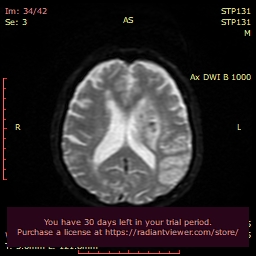 Im: 34/42
Se: 3
AS
STP131
STP131
M
Ax DWI B 1000
R
L
You have 30 days left in your trial period.
Purchase a license at https://radiantviewer.com/store/